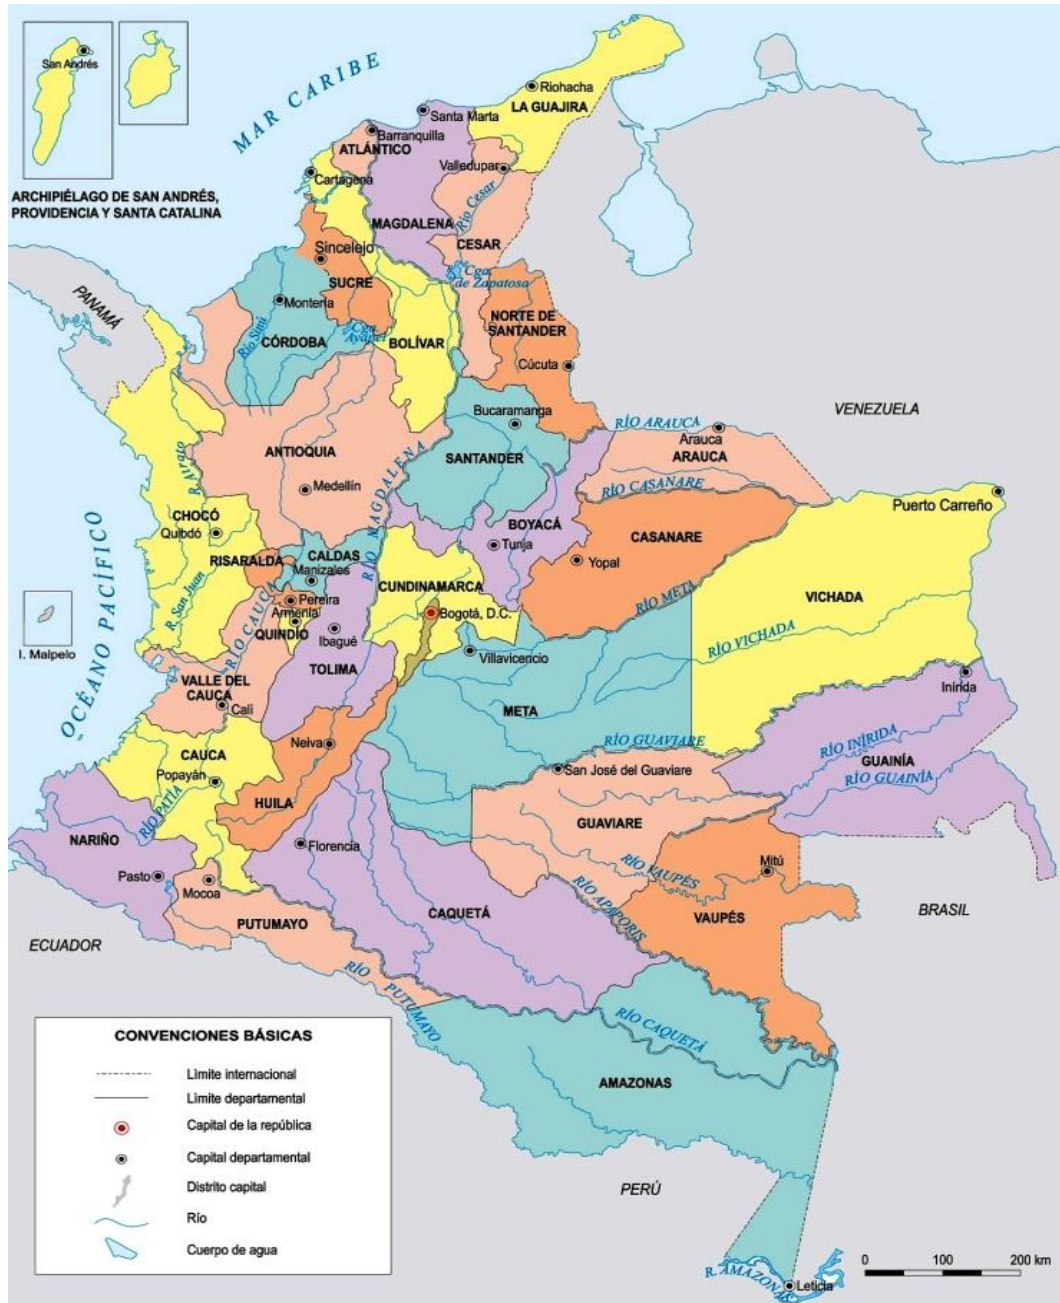 San Andrés
ARCHIPIÉLAGO DE SAN ANDRÉS,
PROVIDENCIA Y SANTA CATALINA
MAR CARIBE
Riohacha
LA GUAJIRA
Santa Marta
Barranquilla
ATLÁNTICO
Valledupar
Cartagena
Río Cesar
MAGDALENA
CESAR
Sincelejo
Cga
de Zapatosa
SUCRE
PANAMÁ
Montería
Río Sinú
CÓRDOBA
Cga
Ayapel
BOLÍVAR
NORTE DE
SANTANDER
Cúcuta
VENEZUELA
Bucaramanga
RÍO ARAUCA
Arauca
ARAUCA
ANTIOQUIA
SANTANDER
RÍO MAGDALENA
R. Atrato
Medellín
RÍO CASANARE
Puerto Carreño
CHOCÓ
Quibdó
BOYACÁ
Tunja
CASANARE
Yopal
OCÉANO PACÍFICO
RISARALDA
CALDAS
Manizales
CUNDINAMARCA
RÍO META
VICHADA
R. San Juan
Pereira
Armenia
QUINDÍO
Bogotá, D.C.
Ibagué
RÍO CAUCA
I. Malpelo
Villavicencio
RÍO VICHADA
TOLIMA
VALLE DEL
CAUCA
Cali
META
Inírida
Neiva
RÍO GUAVIARE
RÍO INÍRIDA
CAUCA
Popayán
San José del Guaviare
GUAINÍA
RÍO GUAINÍA
HUILA
RÍO PATÍA
GUAVIARE
NARIÑO
Florencia
Pasto
Mocoa
RÍO VAUPÉS
Mitú
RÍO APAPORIS
CAQUETÁ
VAUPÉS
BRASIL
PUTUMAYO
ECUADOR
RÍO PUTUMAYO
RÍO CAQUETÁ
AMAZONAS
PERÚ
R. AMAZONAS
Leticia
CONVENCIONES BÁSICAS
Límite internacional
Límite departamental
Capital de la república
Capital departamental
Distrito capital
Río
Cuerpo de agua
0 100 200 km